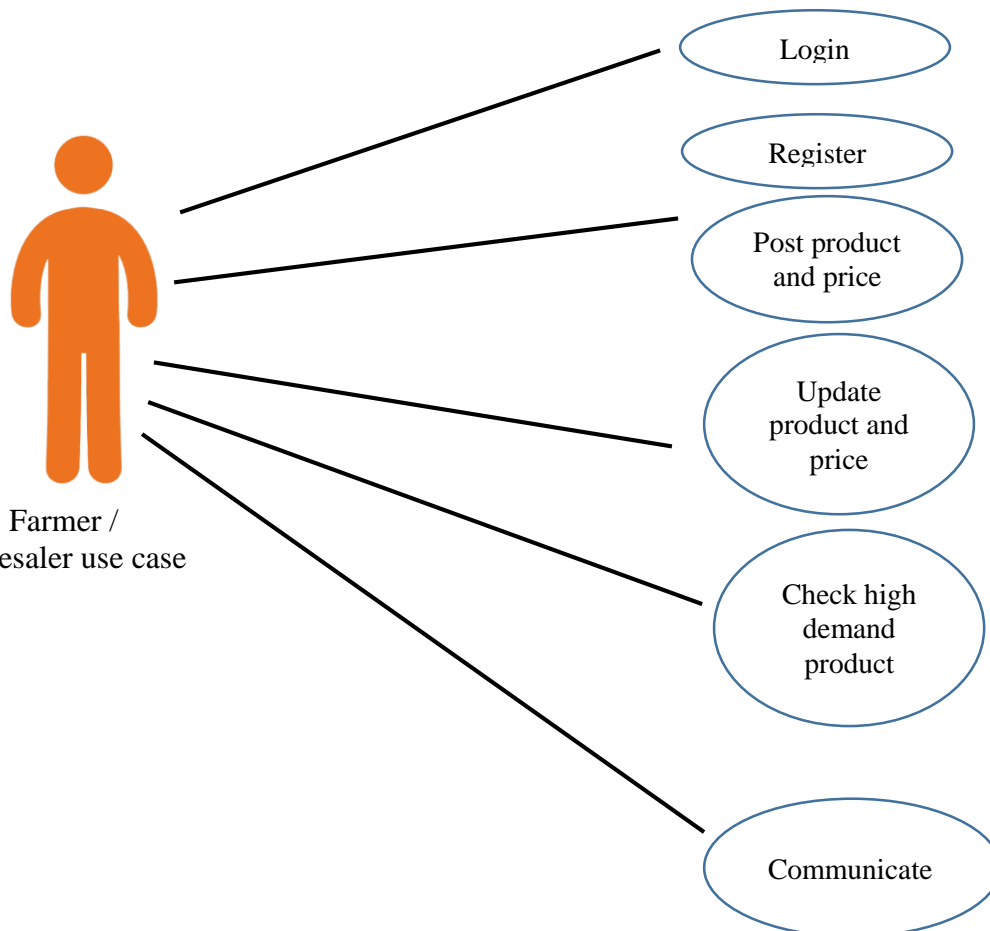 Login
Register
Post product
and price
Update
product and
price
Farmer /
esaler use case
Check high
demand
product
Communicate